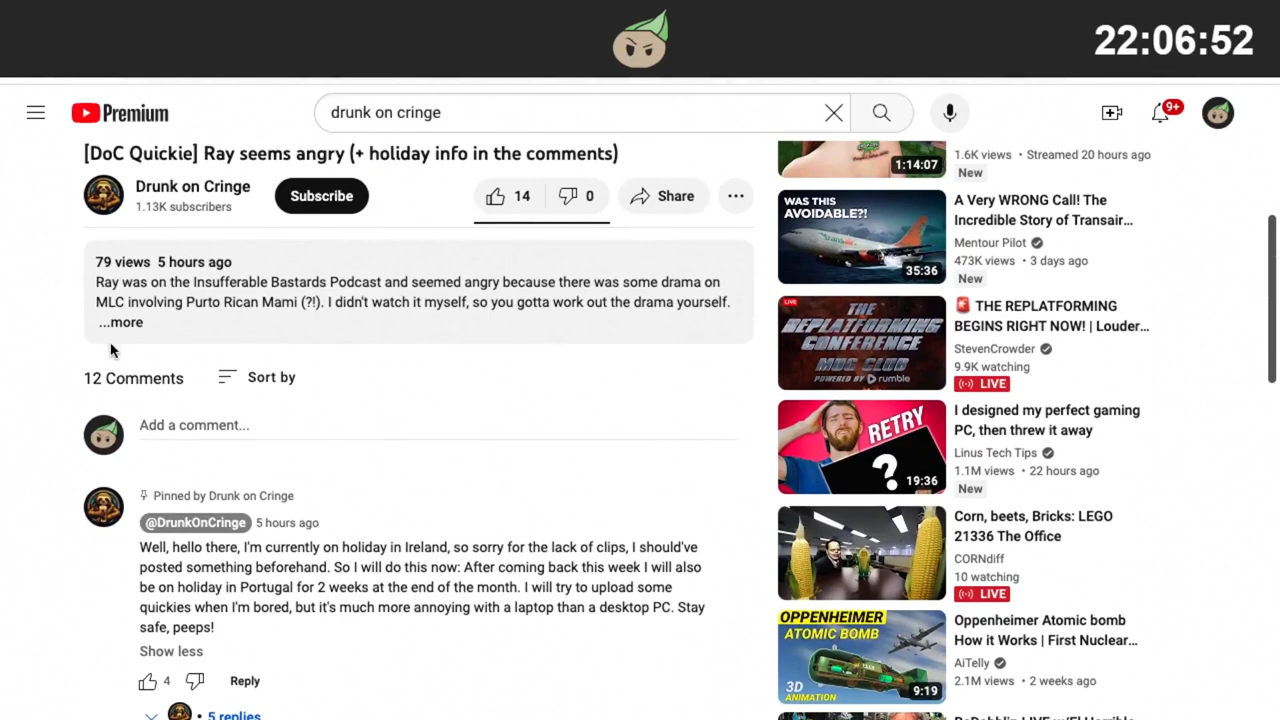 22:06:52
Premium
drunk on cringe
9+
[DoC Quickie] Ray seems angry (+ holiday info in the comments)
Drunk on Cringe
1.13K subscribers
Subscribe
14
0
Share
79 views 5 hours ago
Ray was on the Insufferable Bastards Podcast and seemed angry because there was some drama on
MLC involving Purto Rican Mami (?!). I didn't watch it myself, so you gotta work out the drama yourself.
...more
12 Comments
Sort by
Add a comment...
Pinned by Drunk on Cringe
@DrunkOnCringe 5 hours ago
Well, hello there, I'm currently on holiday in Ireland, so sorry for the lack of clips, I should've
posted something beforehand. So I will do this now: After coming back this week I will also
be on holiday in Portugal for 2 weeks at the end of the month. I will try to upload some
quickies when I'm bored, but it's much more annoying with a laptop than a desktop PC. Stay
safe, peeps!
Show less
4
Reply
5 replies
1:14:07
1.6K views • Streamed 20 hours ago
New
WAS THIS
AVOIDABLE?!
35:36
A Very WRONG Call! The
Incredible Story of Transair...
Mentour Pilot
473K views • 3 days ago
New
LIVE
THE
REPLATFORMING
CONFERENCE
MUG CLUB
POWERED BY rumble
🚨 THE REPLATFORMING
BEGINS RIGHT NOW! | Louder...
StevenCrowder
9.9K watching
LIVE
RETRY
?
19:36
I designed my perfect gaming
PC, then threw it away
Linus Tech Tips
1.1M views • 22 hours ago
New
Corn, beets, Bricks: LEGO
21336 The Office
CORNdiff
10 watching
LIVE
OPPENHEIMER
ATOMIC BOMB
3D
ANIMATION
9:19
Oppenheimer Atomic bomb
How it Works | First Nuclear...
AiTelly
2.1M views • 2 weeks ago